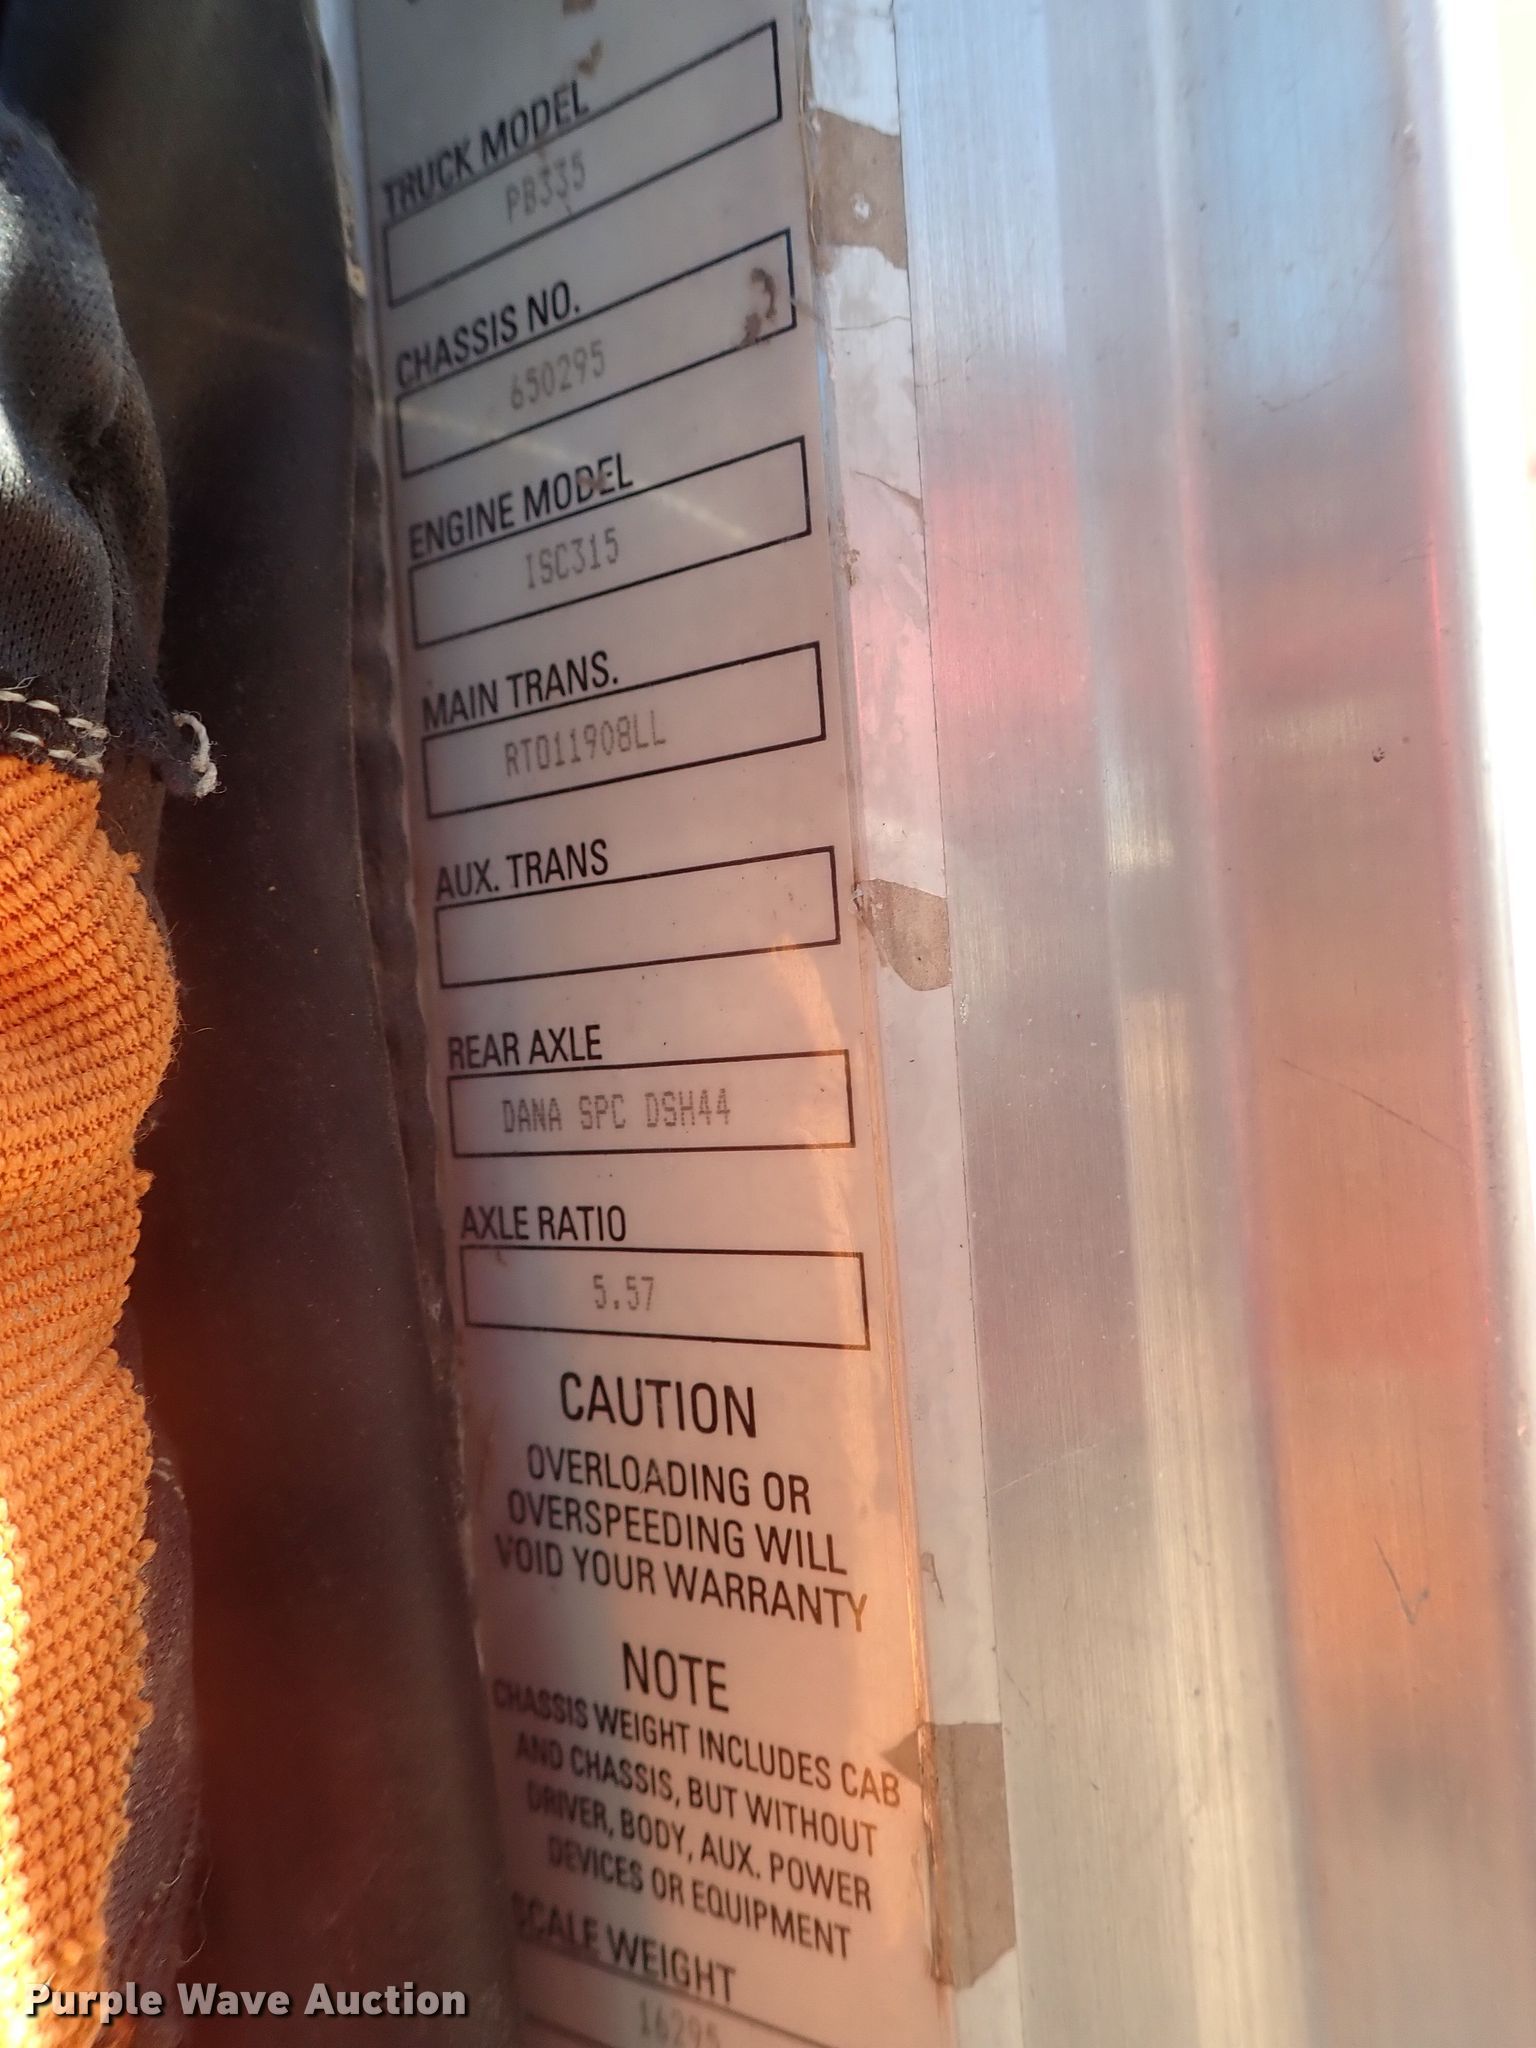 TRUCK MODEL
PB335
CHASSIS NO.
650295
ENGINE MODEL
ISC315
MAIN TRANS.
RTO11908LL
AUX. TRANS
REAR AXLE
DANA SPC DSH44
AXLE RATIO
5.57
CAUTION
OVERLOADING OR
OVERSPEEDING WILL
VOID YOUR WARRANTY
NOTE
CHASSIS WEIGHT INCLUDES CAB
AND CHASSIS, BUT WITHOUT
DRIVER, BODY, AUX. POWER
DEVICES OR EQUIPMENT
SCALE WEIGHT
16295
Purple Wave Auction